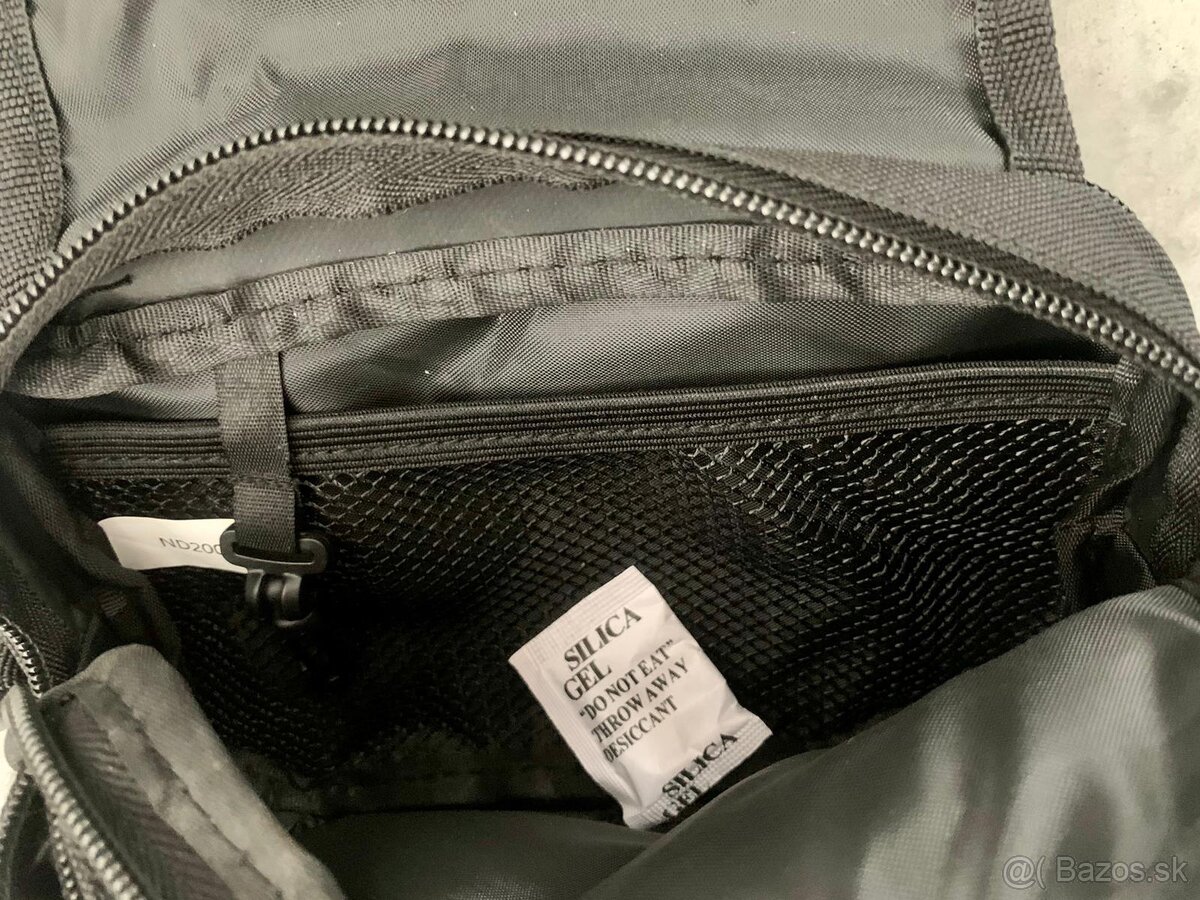 ND200
SILICA
GEL
"DO NOT EAT"
THROW AWAY
DESICCANT
SILICA
GEL
@( Bazos.sk